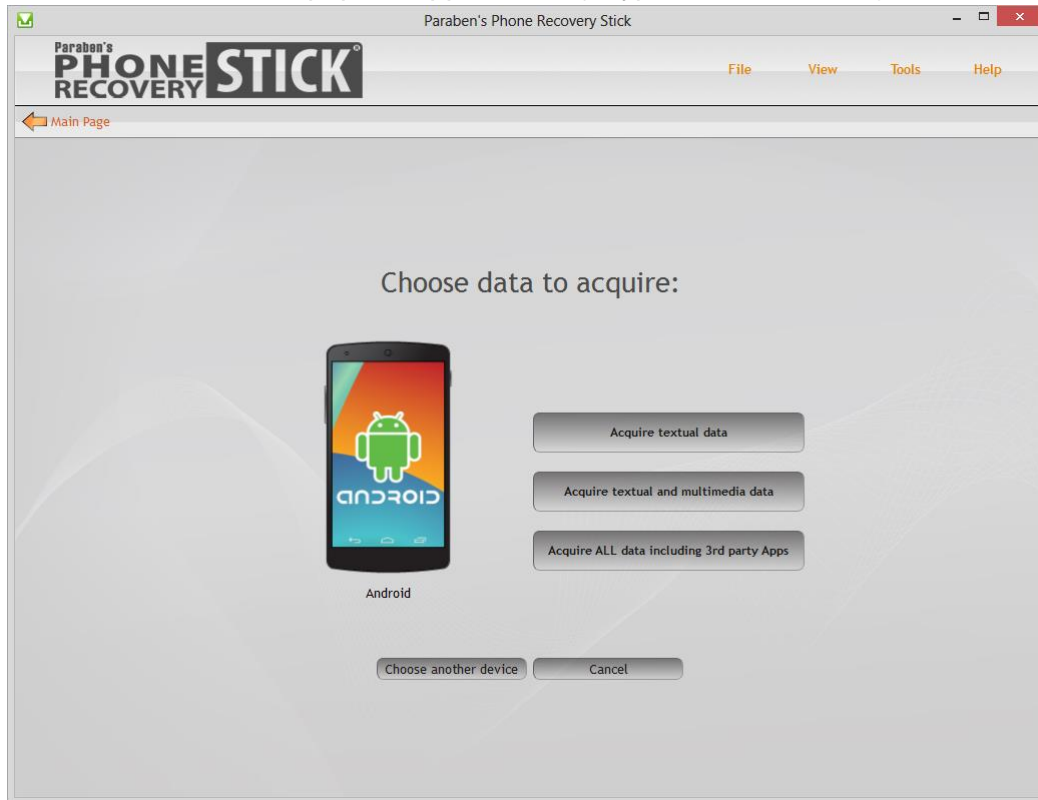 Paraben's Phone Recovery Stick
Paraben's
PHONE
RECOVERY
STICK®
File View Tools Help
Main Page
Choose data to acquire:
ANDROID
Acquire textual data
Acquire textual and multimedia data
Acquire ALL data including 3rd party Apps
Android
Choose another device Cancel